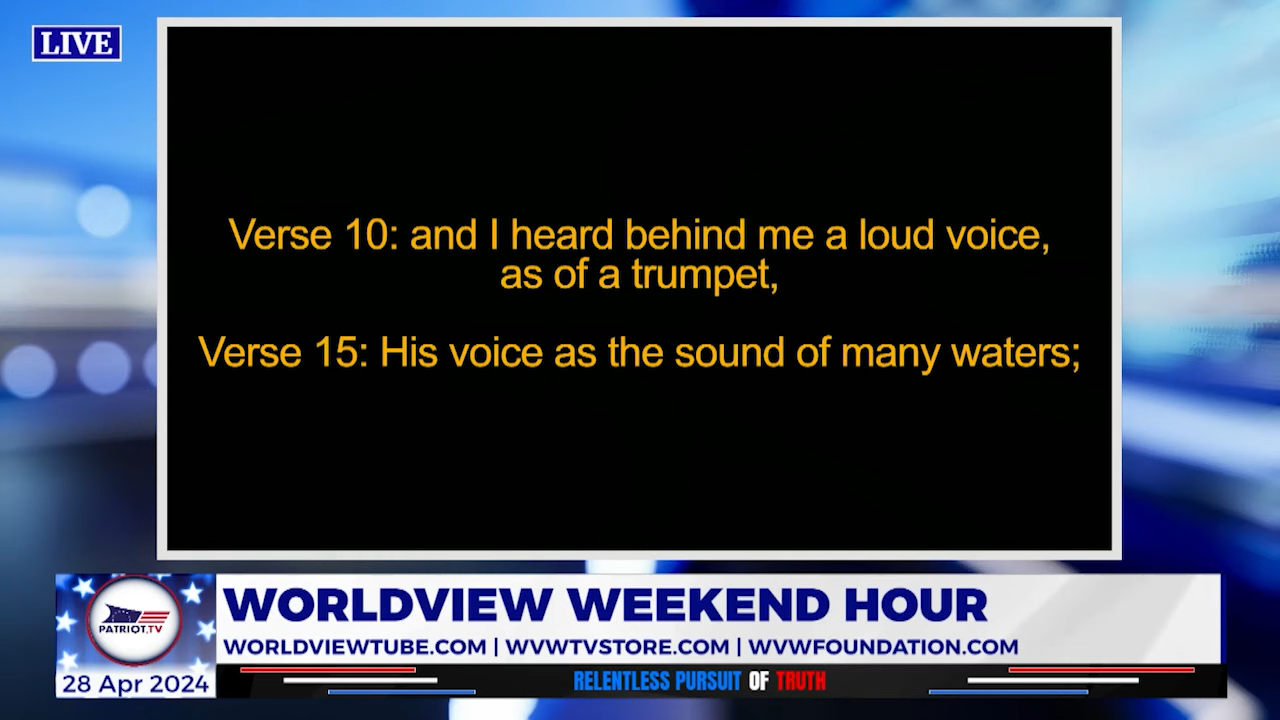 LIVE
Verse 10: and I heard behind me a loud voice,
as of a trumpet,
Verse 15: His voice as the sound of many waters;
WORLDVIEW WEEKEND HOUR
PATRIOT.TV
WORLDVIEWTUBE.COM | WVWTVSTORE.COM | WVWFOUNDATION.COM
28 Apr 2024
RELENTLESS PURSUIT OF TRUTH